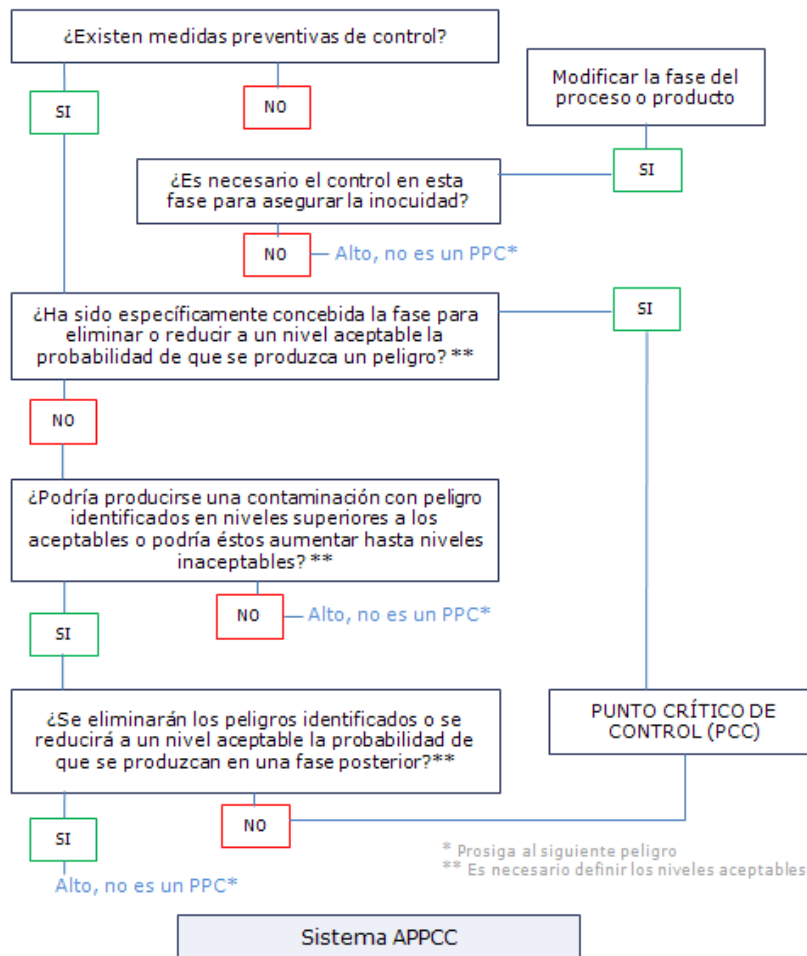 ¿Existen medidas preventivas de control?
SI
NO
Modificar la fase del
proceso o producto
SI
¿Es necesario el control en esta
fase para asegurar la inocuidad?
NO
Alto, no es un PPC*
¿Ha sido específicamente concebida la fase para
eliminar o reducir a un nivel aceptable la
probabilidad de que se produzca un peligro? **
SI
NO
¿Podría producirse una contaminación con peligro
identificados en niveles superiores a los
aceptables o podría éstos aumentar hasta niveles
inaceptables? **
NO
Alto, no es un PPC*
SI
¿Se eliminarán los peligros identificados o se
reducirá a un nivel aceptable la probabilidad de
que se produzcan en una fase posterior?**
PUNTO CRÍTICO DE
CONTROL (PCC)
NO
SI
Alto, no es un PPC*
* Prosiga al siguiente peligro
** Es necesario definir los niveles aceptables
Sistema APPCC